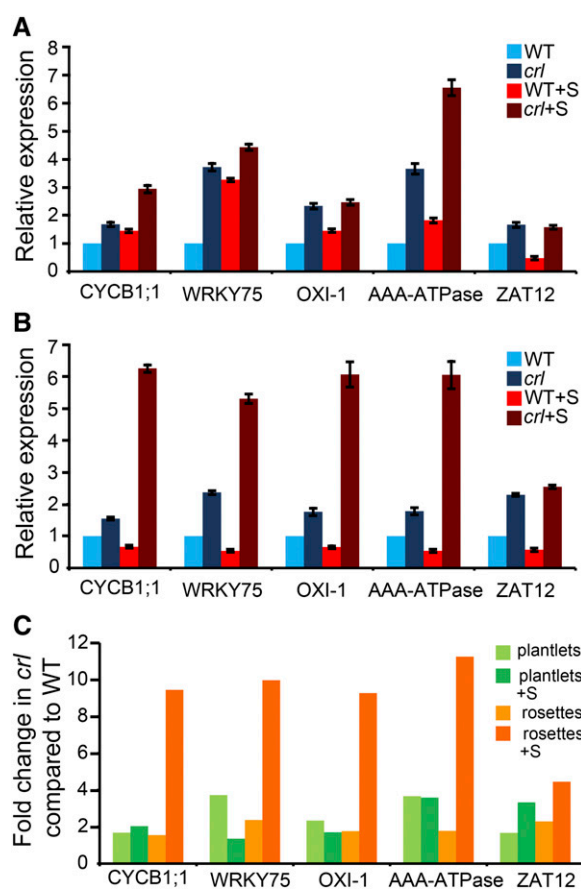 A
Relative expression
8
7
6
5
4
3
2
1
0
WT
crl
WT+S
crl+S
CYCB1;1 WRKY75 OXI-1 AAA-ATPase ZAT12
B
Relative expression
7
6
5
4
3
2
1
0
WT
crl
WT+S
crl+S
CYCB1;1 WRKY75 OXI-1 AAA-ATPase ZAT12
C
Fold change in crl
compared to WT
12
10
8
6
4
2
0
plantlets
plantlets
+S
rosettes
rosettes
+S
CYCB1;1 WRKY75 OXI-1 AAA-ATPase ZAT12